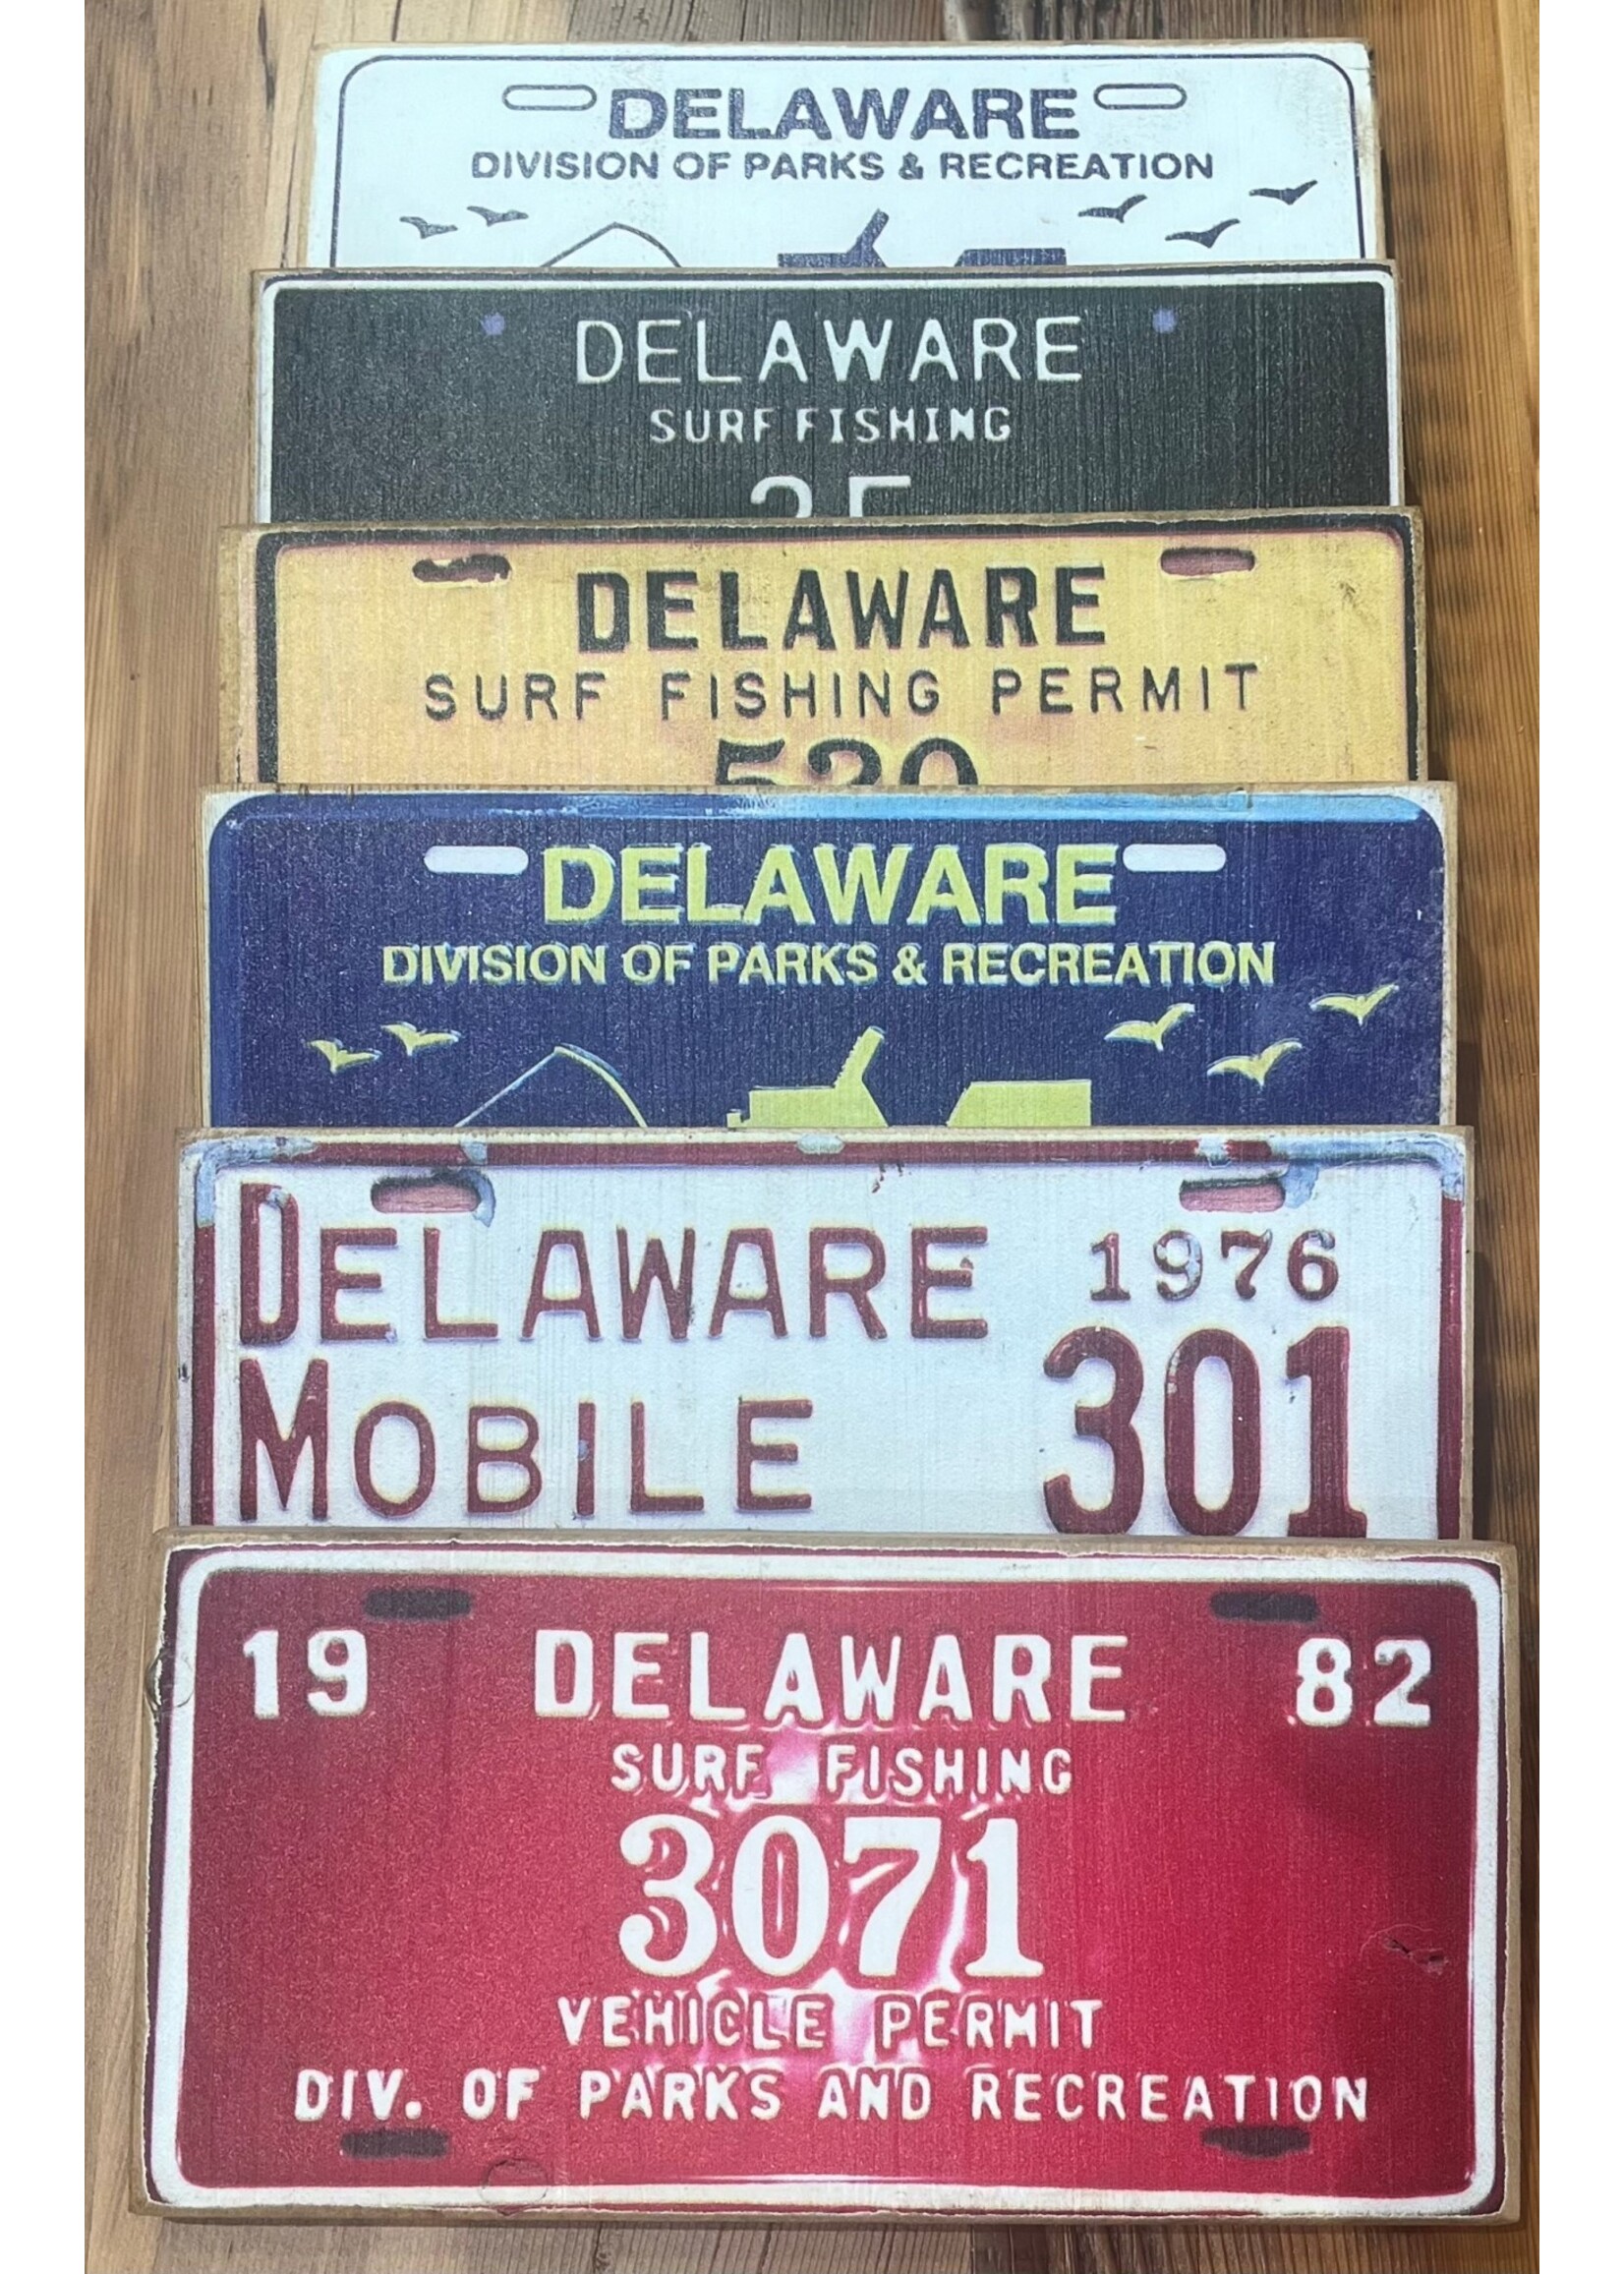 DELAWARE
DIVISION OF PARKS & RECREATION
DELAWARE
SURF FISHING
DELAWARE
SURF FISHING PERMIT
DELAWARE
DIVISION OF PARKS & RECREATION
DELAWARE 1976
MOBILE 301
19 DELAWARE 82
SURF FISHING
3071
VEHICLE PERMIT
DIV. OF PARKS AND RECREATION